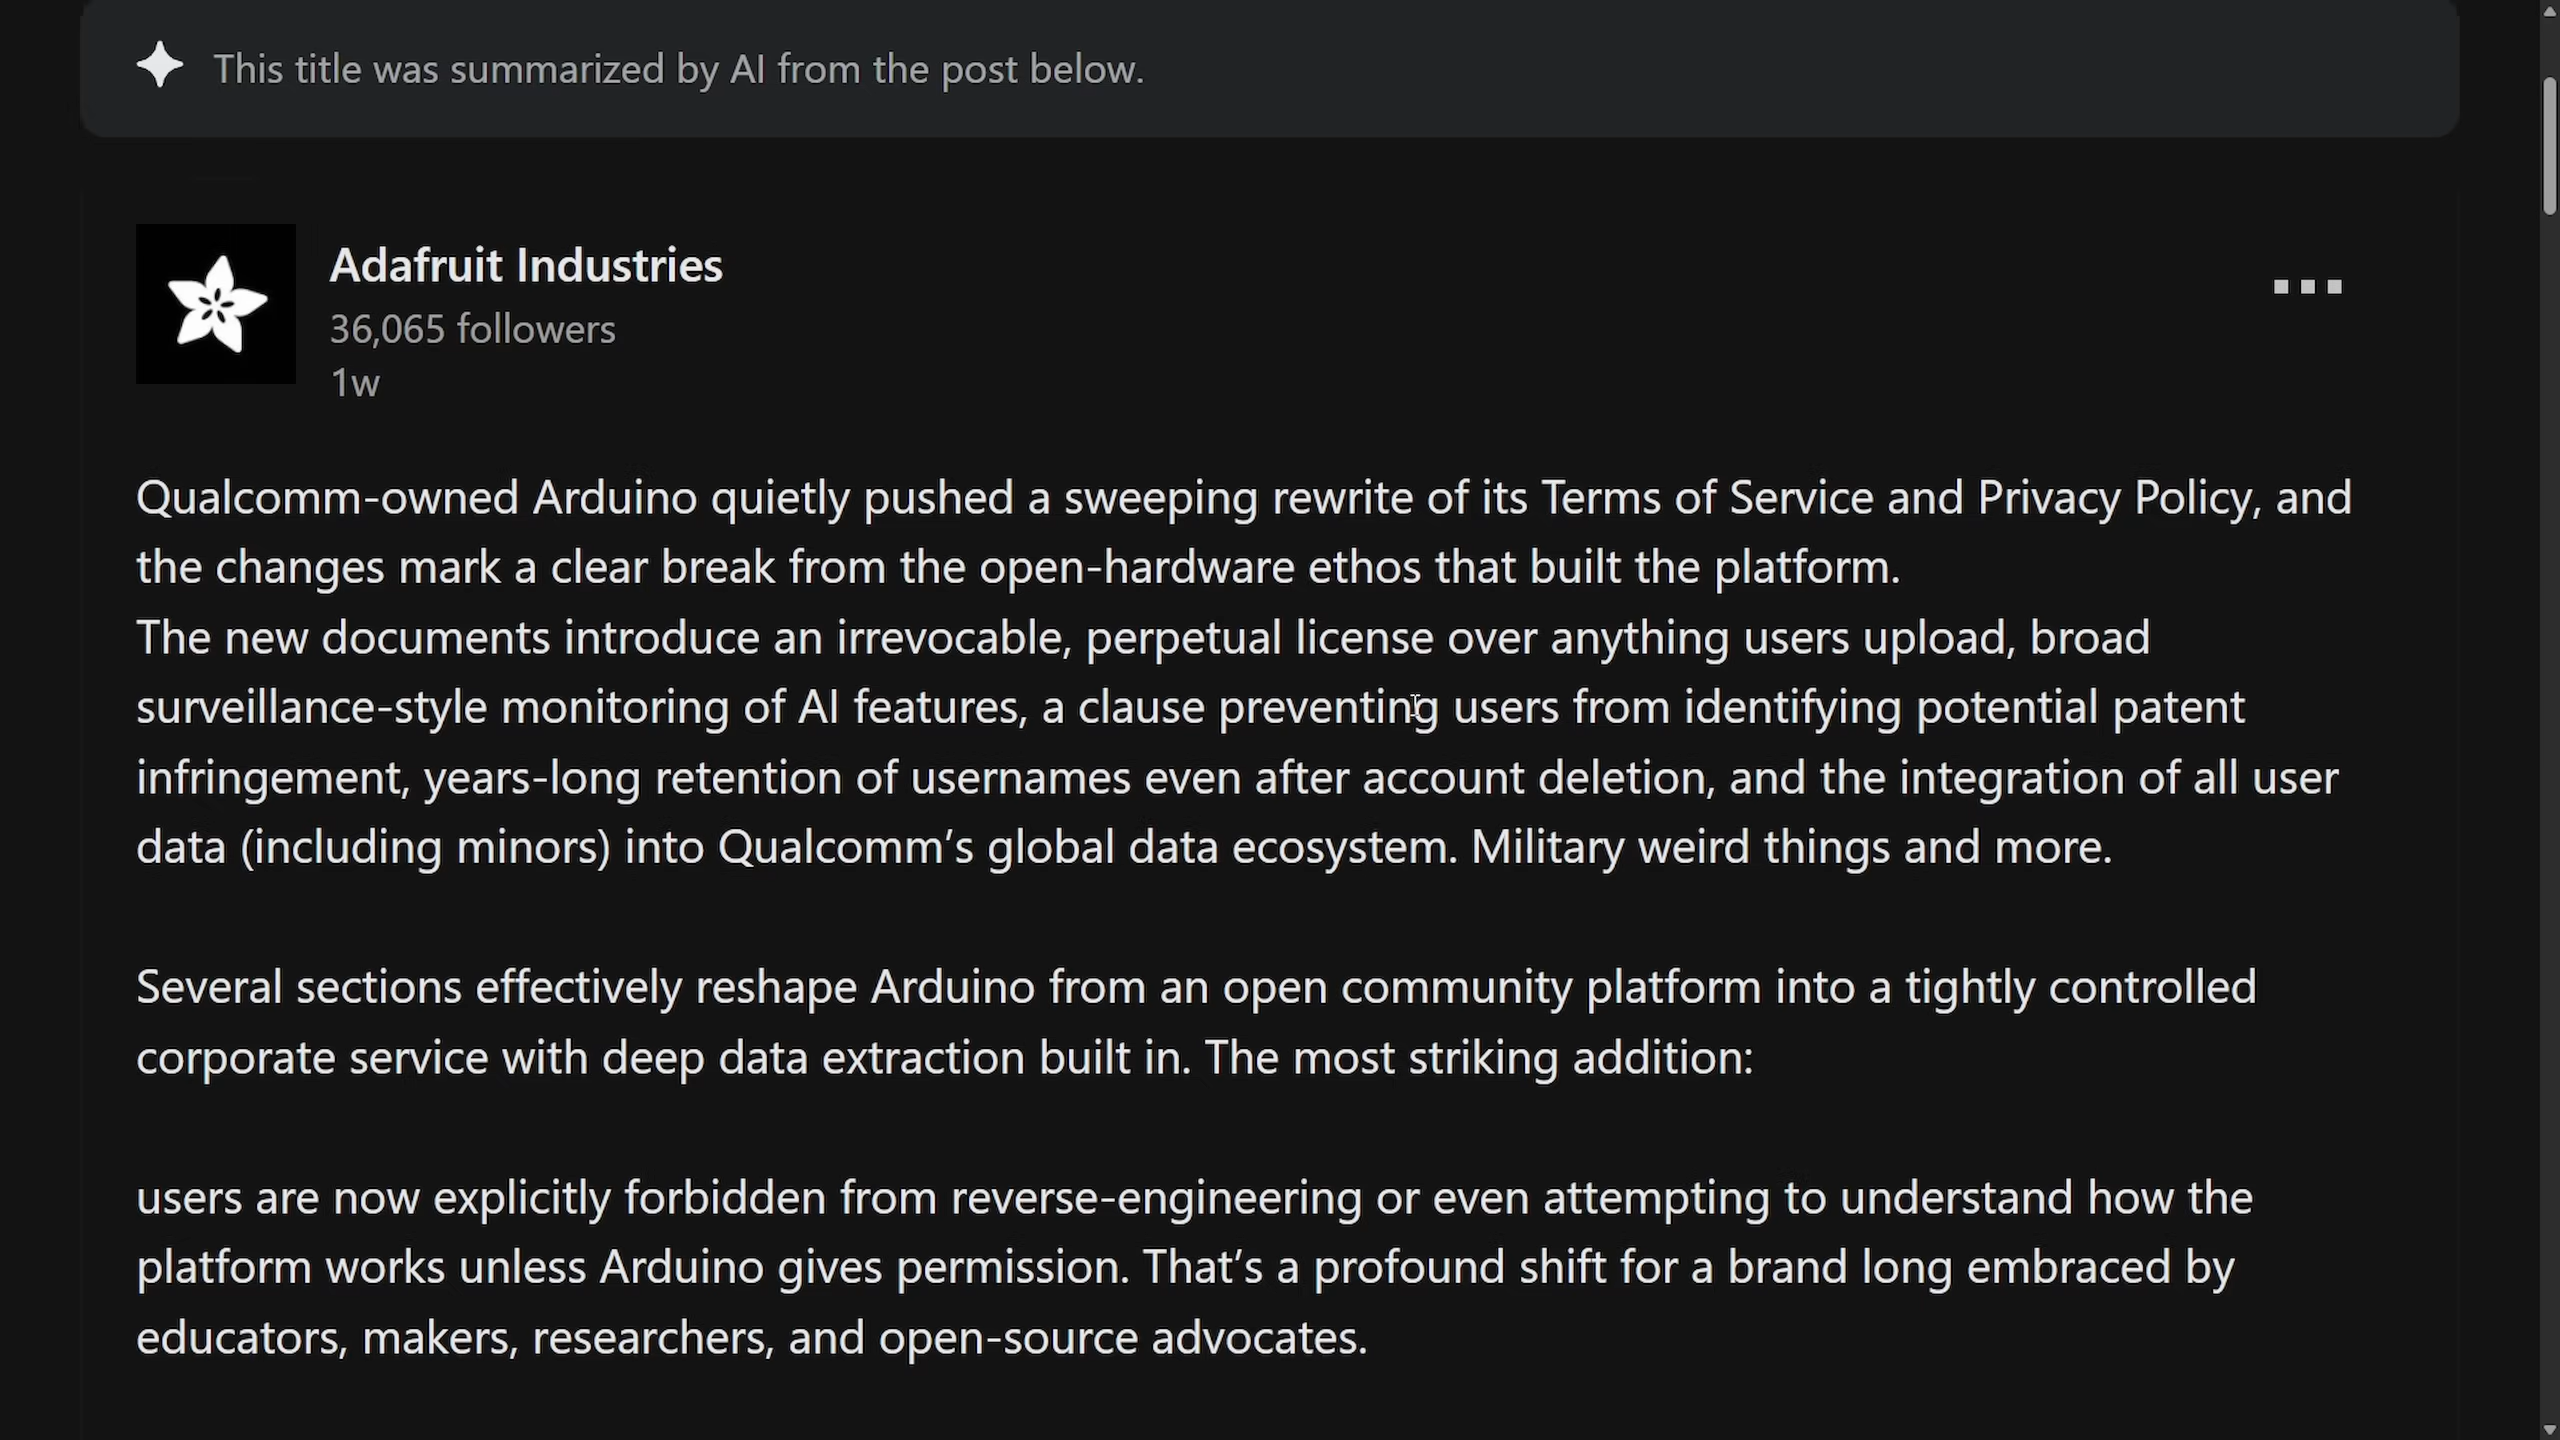 This title was summarized by AI from the post below.
Adafruit Industries
36,065 followers
1w
Qualcomm-owned Arduino quietly pushed a sweeping rewrite of its Terms of Service and Privacy Policy, and
the changes mark a clear break from the open-hardware ethos that built the platform.
The new documents introduce an irrevocable, perpetual license over anything users upload, broad
surveillance-style monitoring of AI features, a clause preventing users from identifying potential patent
infringement, years-long retention of usernames even after account deletion, and the integration of all user
data (including minors) into Qualcomm’s global data ecosystem. Military weird things and more.
Several sections effectively reshape Arduino from an open community platform into a tightly controlled
corporate service with deep data extraction built in. The most striking addition:
users are now explicitly forbidden from reverse-engineering or even attempting to understand how the
platform works unless Arduino gives permission. That’s a profound shift for a brand long embraced by
educators, makers, researchers, and open-source advocates.